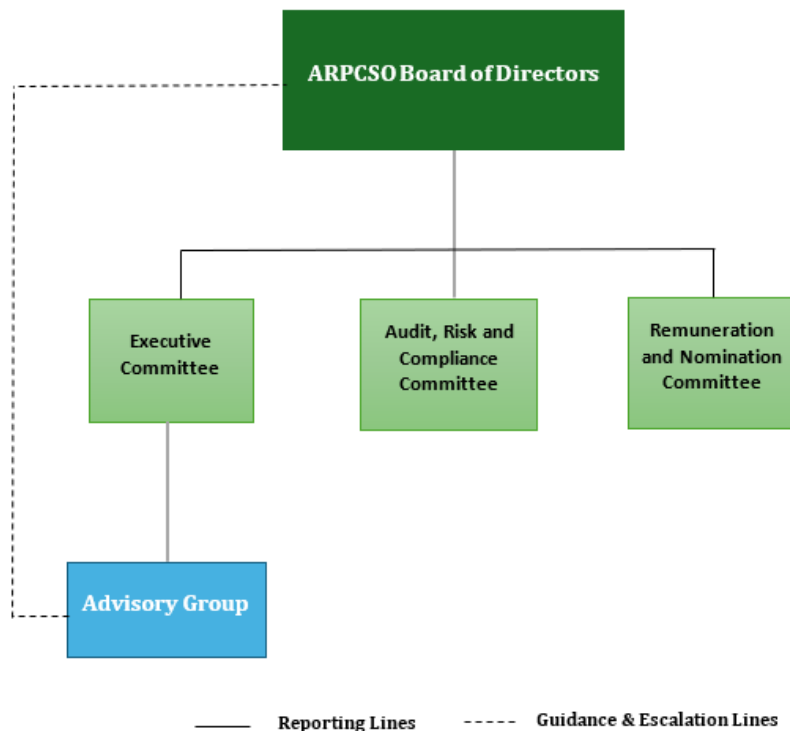 ARPCSO Board of Directors
Executive
Committee
Audit, Risk and
Compliance
Committee
Remuneration
and Nomination
Committee
Advisory Group
Reporting Lines
Guidance & Escalation Lines